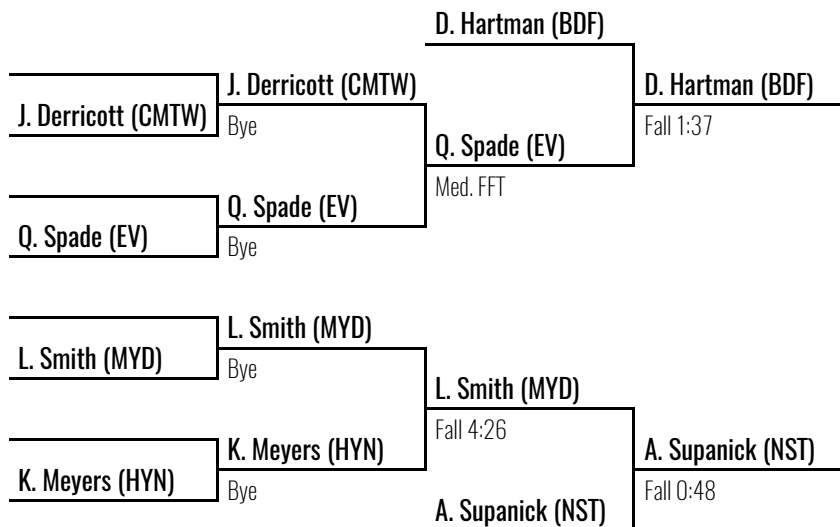 D. Hartman (BDF)
J. Derricott (CMTW)
D. Hartman (BDF)
J. Derricott (CMTW)
Bye
Fall 1:37
Q. Spade (EV)
Med. FFT
Q. Spade (EV)
Q. Spade (EV)
Bye
L. Smith (MYD)
L. Smith (MYD)
Bye
L. Smith (MYD)
Fall 4:26
K. Meyers (HYN)
A. Supanick (NST)
K. Meyers (HYN)
Bye
Fall 0:48
A. Supanick (NST)